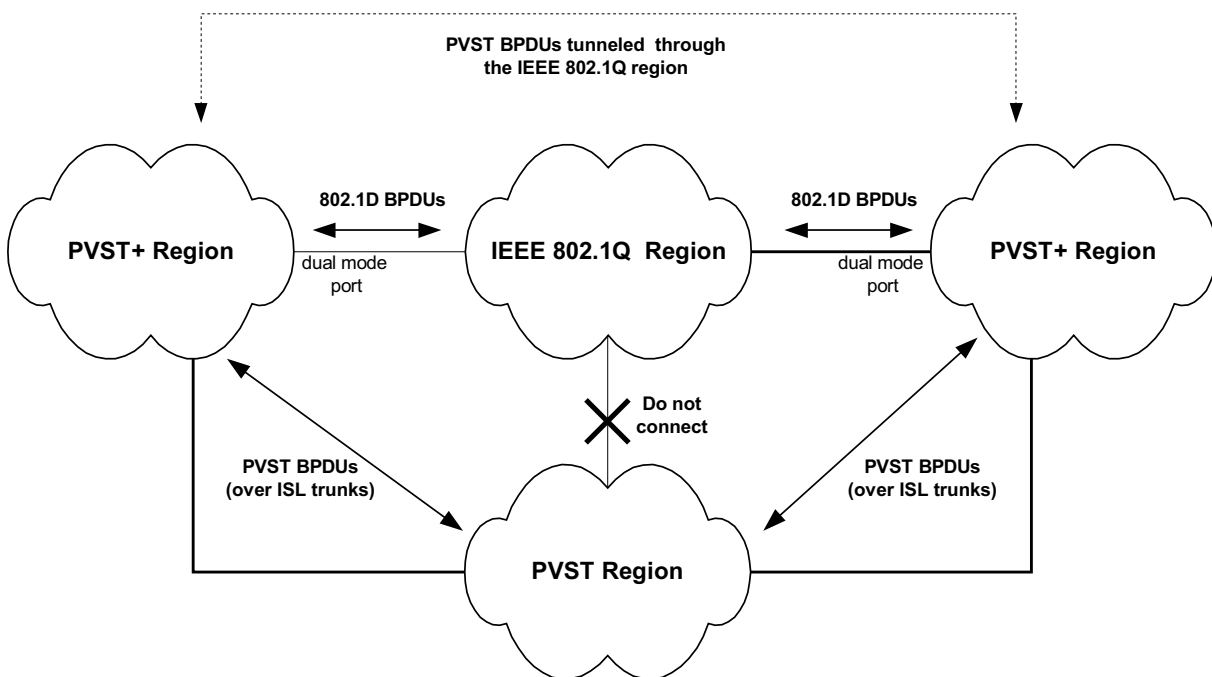 PVST BPDUs tunneled through
the IEEE 802.1Q region
802.1D BPDUs
802.1D BPDUs
PVST+ Region
IEEE 802.1Q Region
PVST+ Region
dual mode
port
dual mode
port
Do not
connect
PVST BPDUs
(over ISL trunks)
PVST BPDUs
(over ISL trunks)
PVST Region